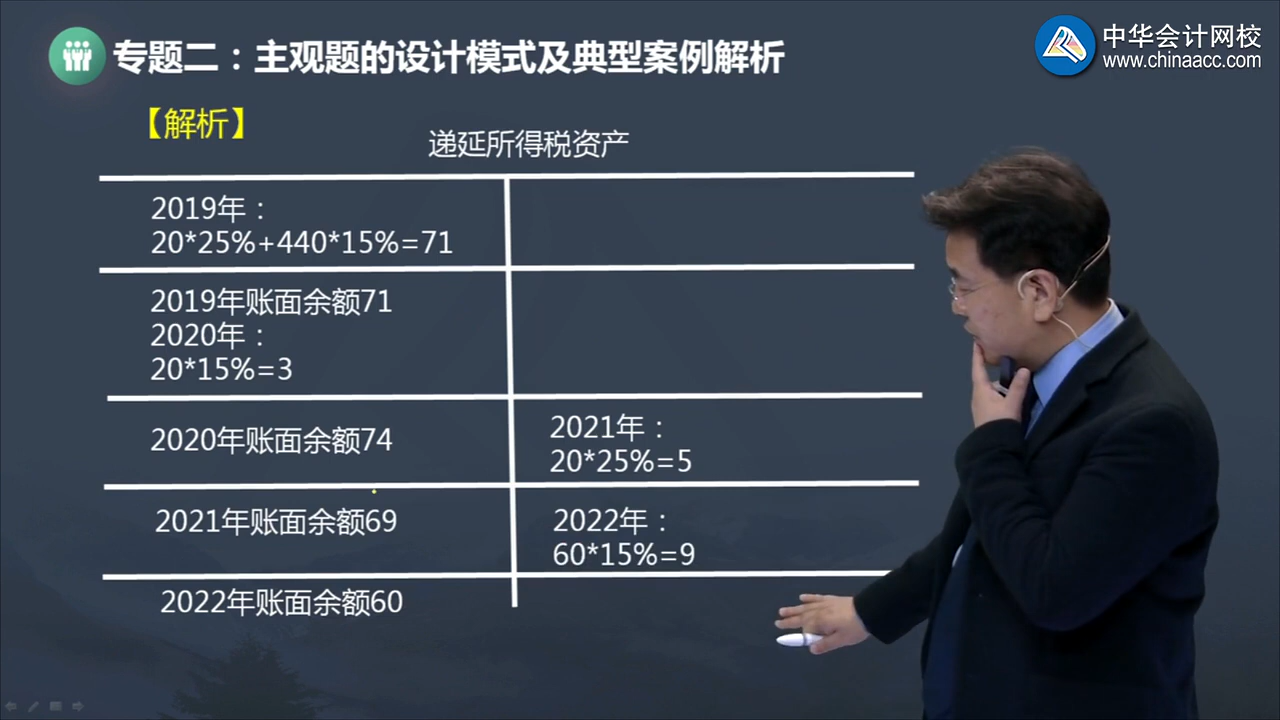 专题二：主观题的设计模式及典型案例解析
中华会计网校
www.chinaacc.com
【解析】
递延所得税资产
2019年：
20*25%+440*15%=71
2019年账面余额71
2020年：
20*15%=3
2020年账面余额74
2021年：
20*25%=5
2021年账面余额69
2022年：
60*15%=9
2022年账面余额60